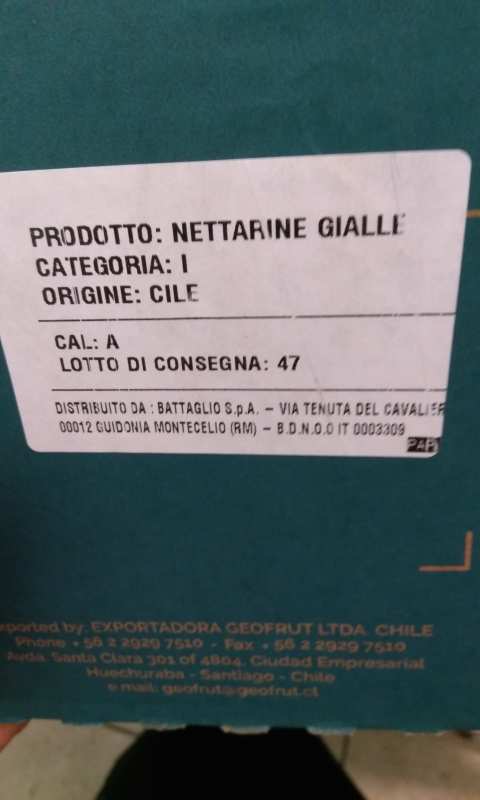 PRODOTTO: NETTARINE GIALLE
CATEGORIA: I
ORIGINE: CILE
CAL: A
LOTTO DI CONSEGNA: 47
DISTRIBUITO DA : BATTAGLIO S.p.A. – VIA TENUTA DEL CAVALIER
00012 GUIDONIA MONTECELIO (RM) – B.D.N.O.O IT 0003309
PAP
xported by: EXPORTADORA GEOFRUT LTDA. CHILE
Phone + 56 2 2929 7510 - Fax + 56 2 2929 7510
Avda. Santa Clara 301 of 4804, Ciudad Empresarial
Huechuraba - Santiago - Chile
e mail: geofrut@geofrut.cl